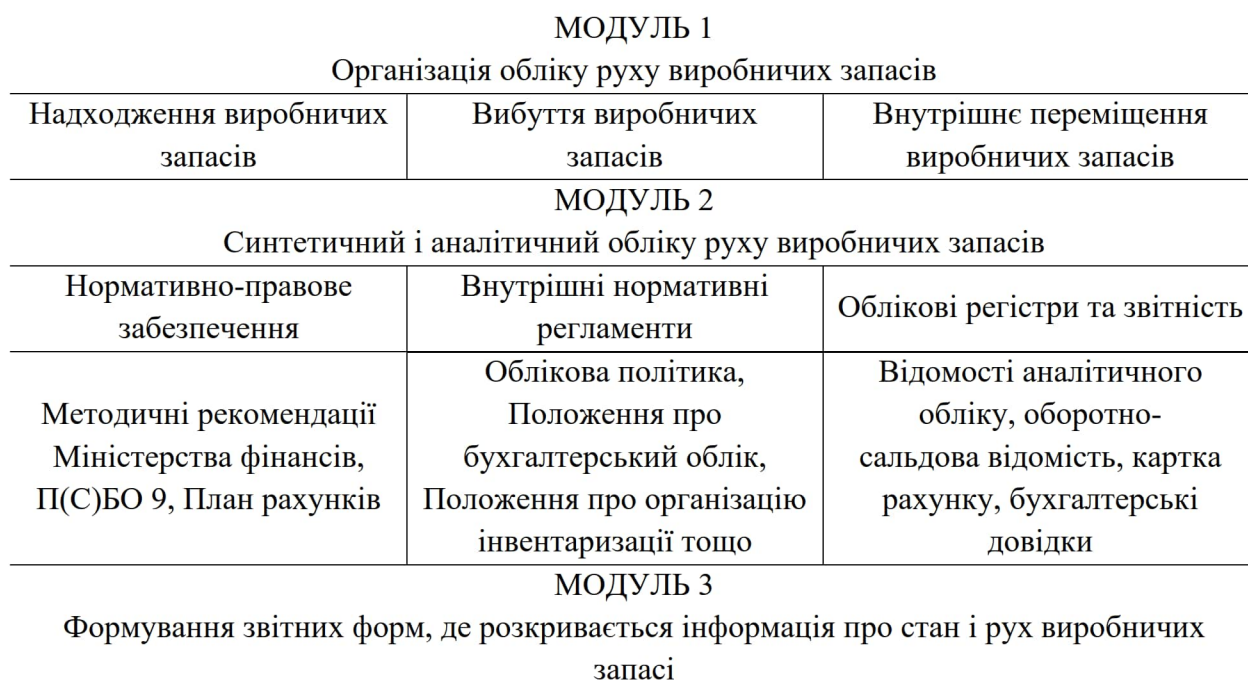 МОДУЛЬ 1
Організація обліку руху виробничих запасів
Надходження виробничих
запасів
Вибуття виробничих
запасів
Внутрішнє переміщення
виробничих запасів
МОДУЛЬ 2
Синтетичний і аналітичний обліку руху виробничих запасів
Нормативно-правове
забезпечення
Внутрішні нормативні
регламенти
Облікові регістри та звітність
Методичні рекомендації
Міністерства фінансів,
П(С)БО 9, План рахунків
Облікова політика,
Положення про
бухгалтерський облік,
Положення про організацію
інвентаризації тощо
Відомості аналітичного
обліку, оборотно-
сальдова відомість, картка
рахунку, бухгалтерські
довідки
МОДУЛЬ 3
Формування звітних форм, де розкривається інформація про стан і рух виробничих
запасі